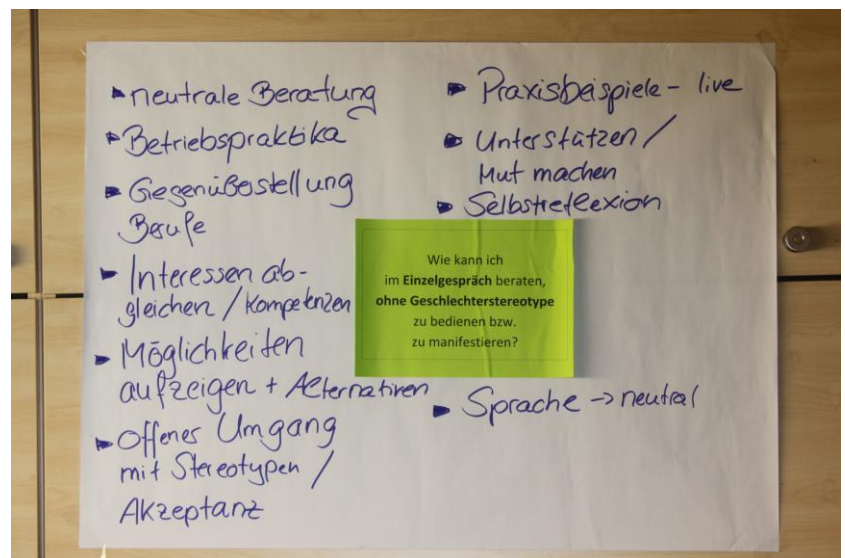 neutrale Beratung
Betriebspraktika
Gegenüberstellung
Berufe
Interessen ab-
gleichen / Kompetenzen
Möglichkeiten
aufzeigen + Alternativen
Offener Umgang
mit Stereotypen /
Akzeptanz
Praxisbeispiele - live
Unterstützen /
Mut machen
Selbstreflexion
Wie kann ich
im Einzelgespräch beraten,
ohne Geschlechterstereotype
zu bedienen bzw.
zu manifestieren?
Sprache -> neutral